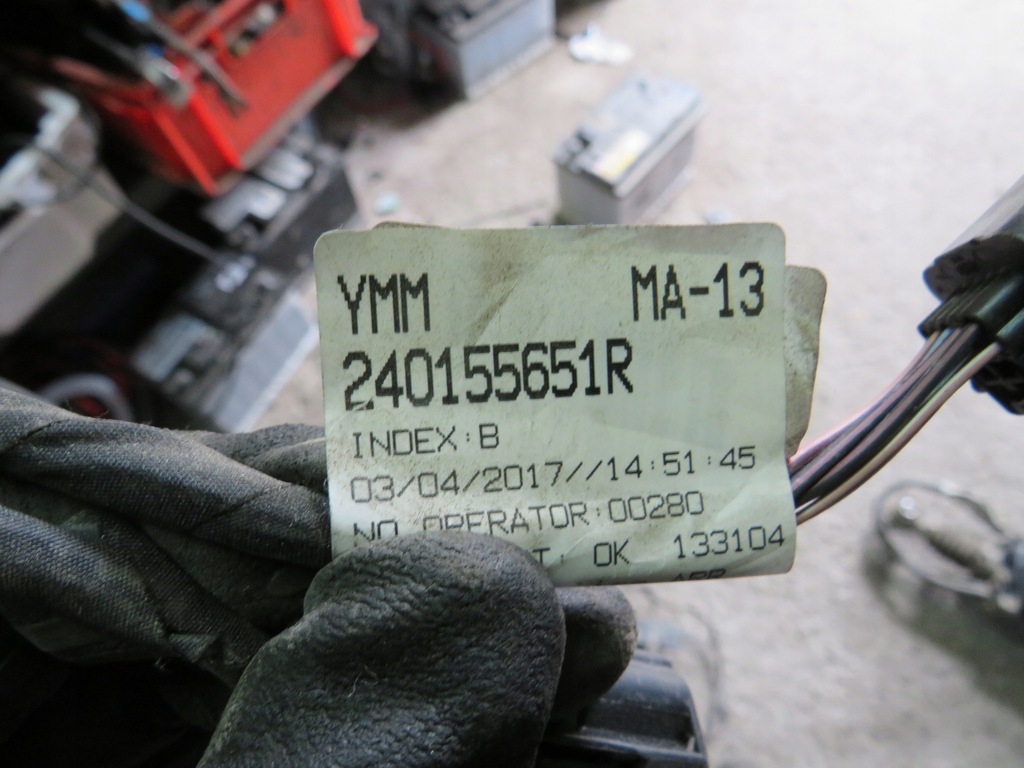 YMM MA-13
240155651R
INDEX:B
03/04/2017//14:51:45
NO OPERATOR:00280
T: OK 133104